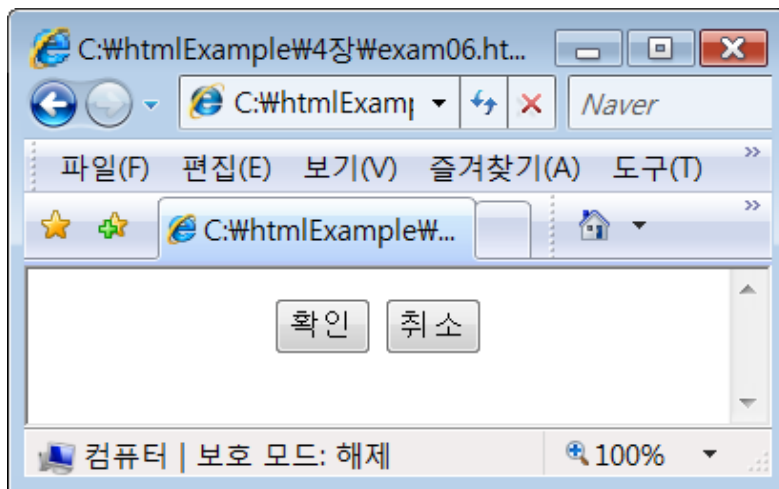 C:₩htmlExample₩4장₩exam06.ht...
C:₩htmlExamp Naver
파일(F) 편집(E) 보기(V) 즐겨찾기(A) 도구(T) »
C:₩htmlExample₩... »
확인 취소
컴퓨터 | 보호 모드: 해제 100%